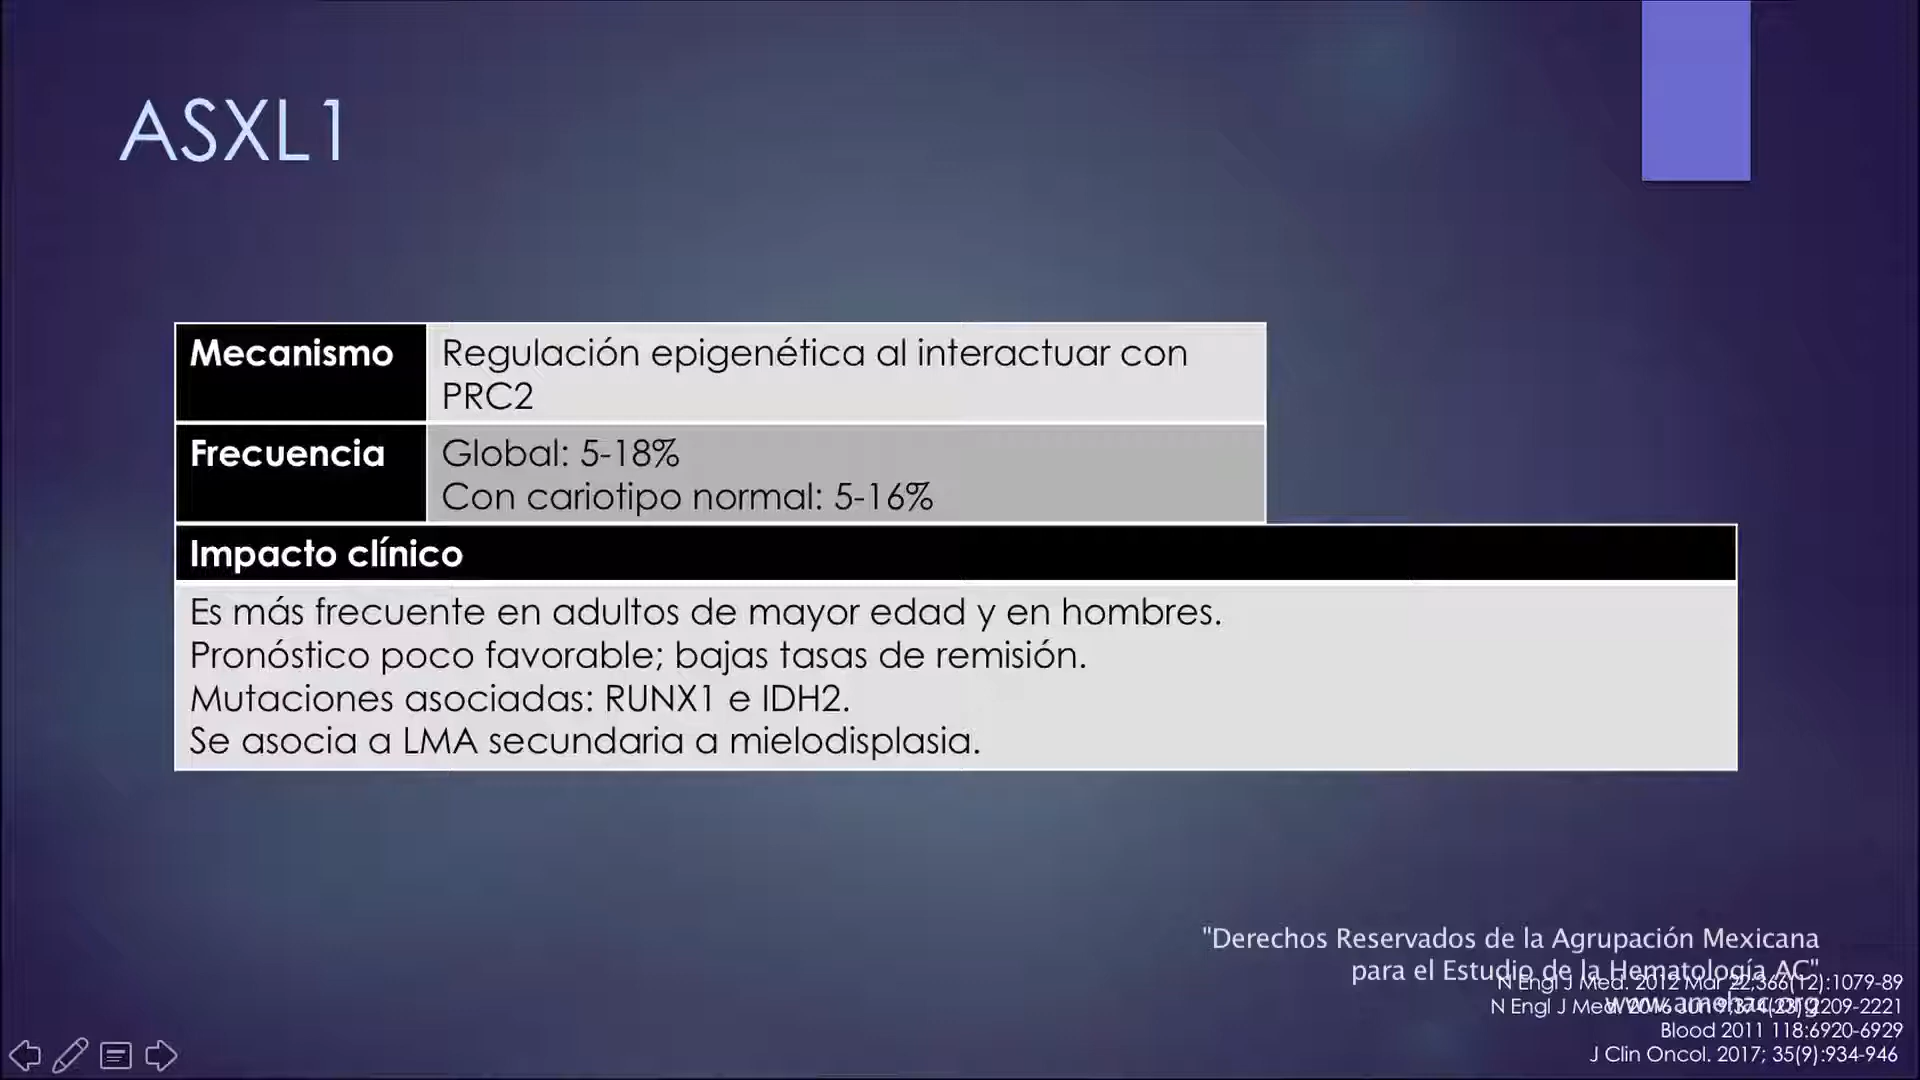 ASXL1
Mecanismo
Regulación epigenética al interactuar con
PRC2
Frecuencia
Global: 5-18%
Con cariotipo normal: 5-16%
Impacto clínico
Es más frecuente en adultos de mayor edad y en hombres.
Pronóstico poco favorable; bajas tasas de remisión.
Mutaciones asociadas: RUNX1 e IDH2.
Se asocia a LMA secundaria a mielodisplasia.
"Derechos Reservados de la Agrupación Mexicana
para el Estudio de la Hematología AC"
www.amehac.org
N Engl J Med. 2012 Mar 22;366(12):1079-89
N Engl J Med. 2016 Jun 9;374(23):2209-2221
Blood 2011 118:6920-6929
J Clin Oncol. 2017; 35(9):934-946